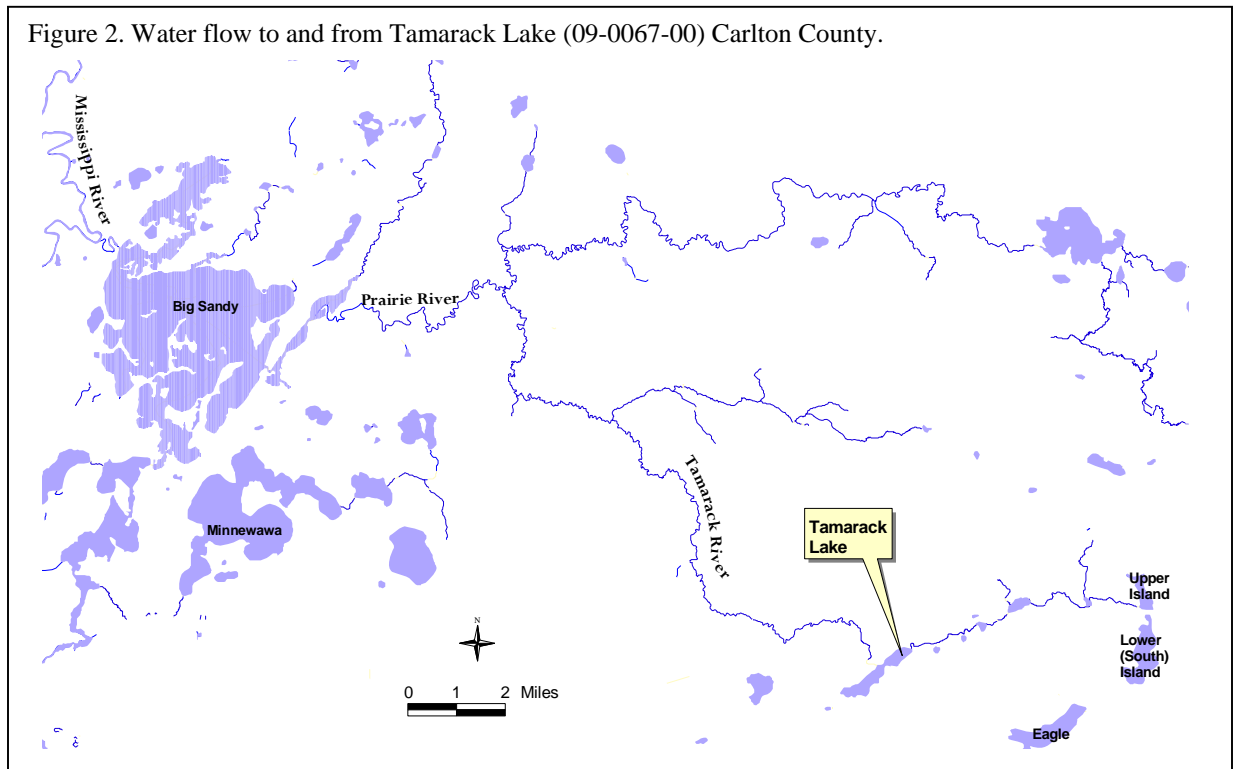 Figure 2. Water flow to and from Tamarack Lake (09-0067-00) Carlton County.
Mississippi River
Big Sandy
Prairie River
Tamarack River
Minnewawa
Tamarack
Lake
Upper
Island
Lower
(South)
Island
N
0 1 2 Miles
Eagle